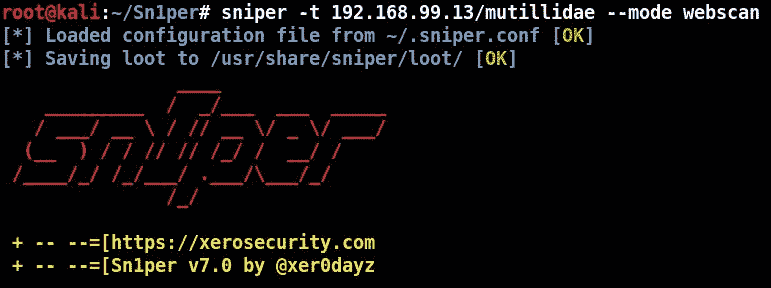 root@kali:~/Sn1per# sniper -t 192.168.99.13/mutillidae --mode webscan
[*] Loaded configuration file from ~/.sniper.conf [OK]
[*] Saving loot to /usr/share/sniper/loot/ [OK]
sn1per
+ -- --=[https://xerosecurity.com
+ -- --=[Sn1per v7.0 by @xer0dayz